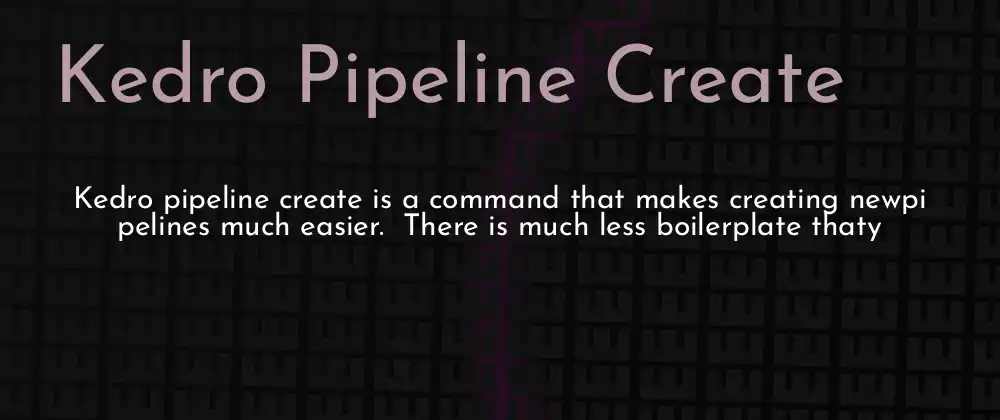 Kedro Pipeline Create
Kedro pipeline create is a command that makes creating newpi
pelines much easier.  There is much less boilerplate thaty